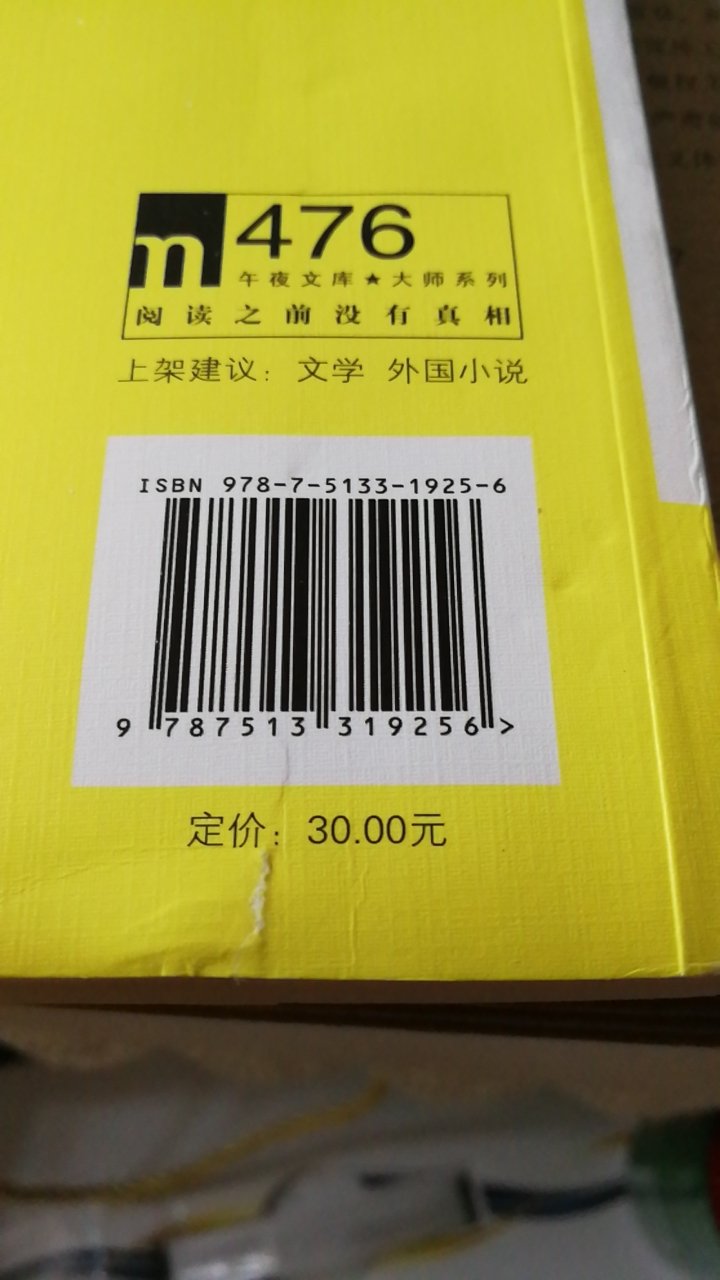 m 476
午夜文库★大师系列
阅读之前没有真相
上架建议：文学 外国小说
ISBN 978-7-5133-1925-6
9 787513 319256 >
定价：30.00元